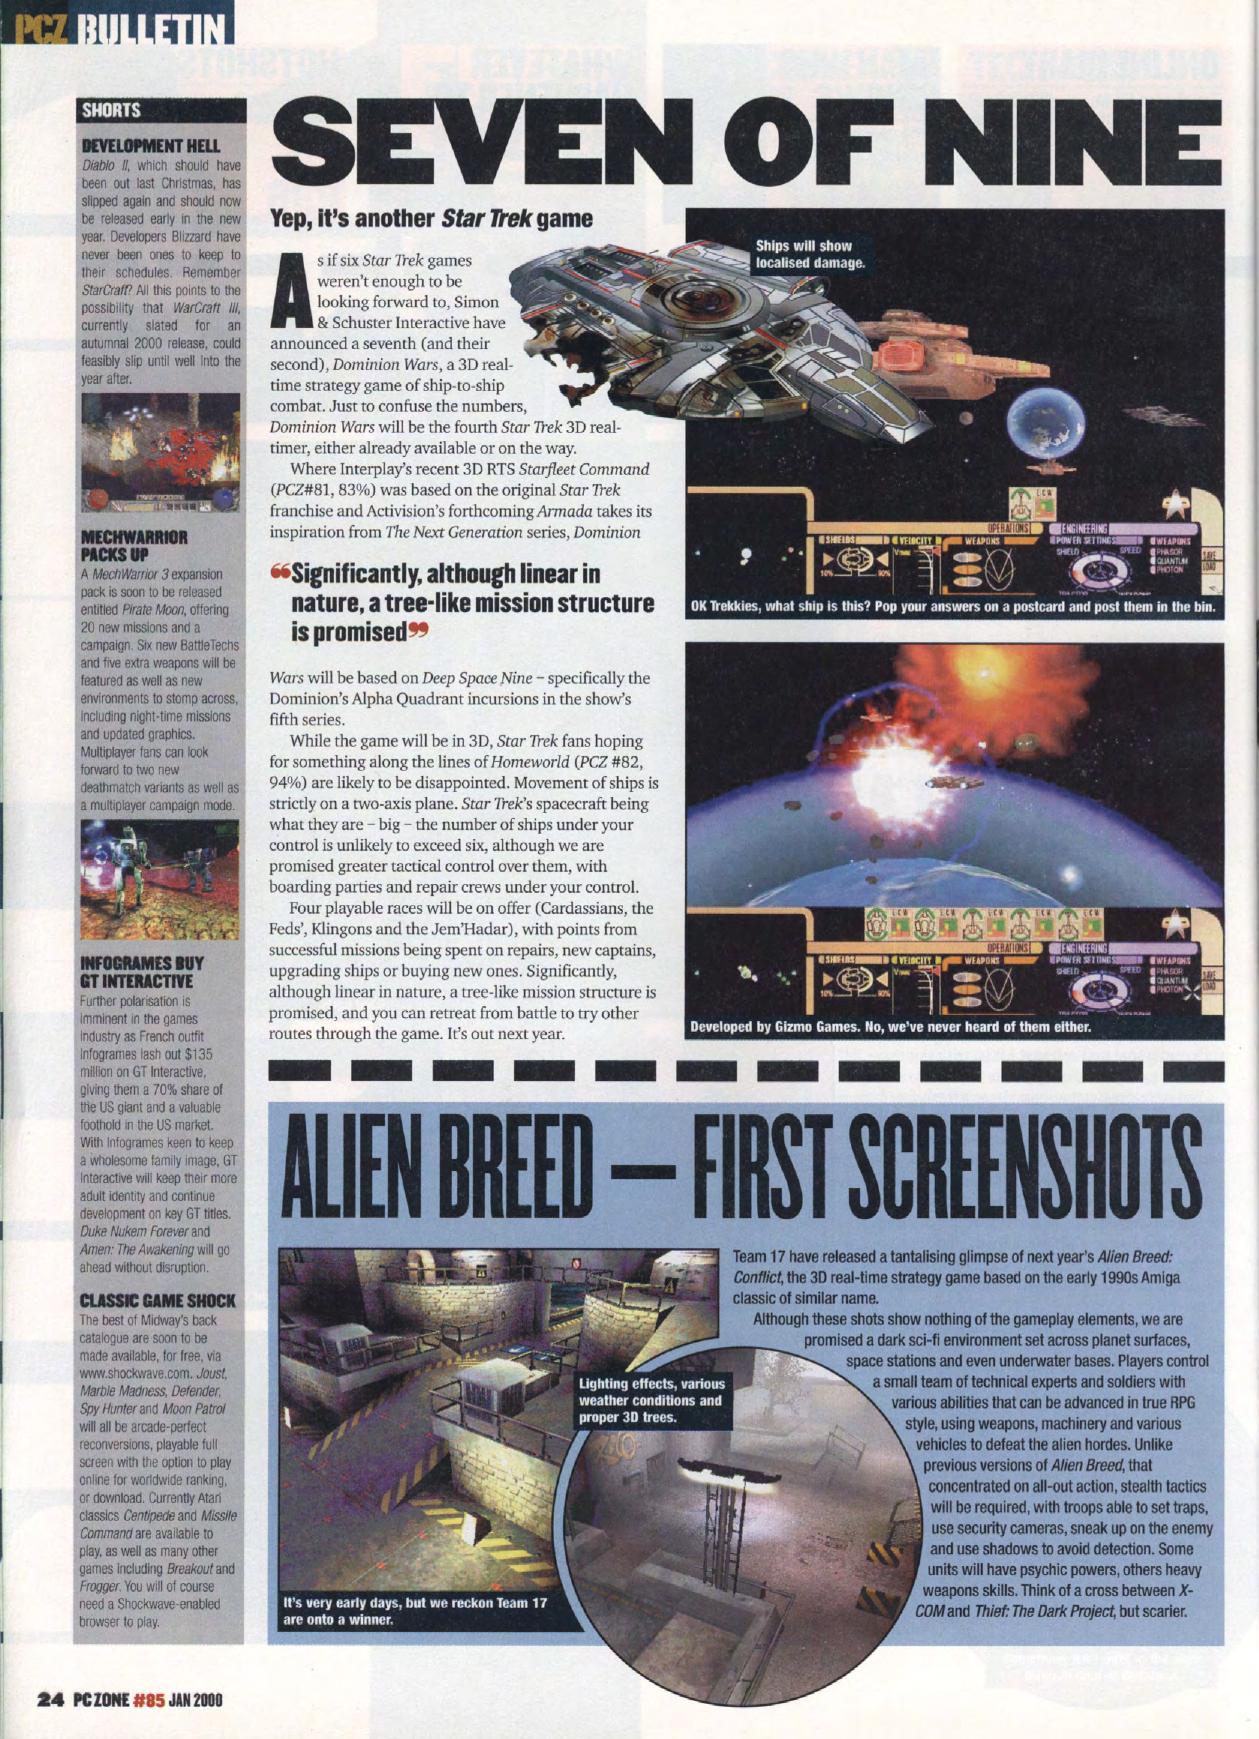 PCZ BULLETIN
SHORTS
DEVELOPMENT HELL
Diablo II, which should have
been out last Christmas, has
slipped again and should now
be released early in the new
year. Developers Blizzard have
never been ones to keep to
their schedules. Remember
StarCraft? All this points to the
possibility that WarCraft III,
currently slated for an
autumnal 2000 release, could
feasibly slip until well into the
year after.
MECHWARRIOR
PACKS UP
A MechWarrior 3 expansion
pack is soon to be released
entitled Pirate Moon, offering
20 new missions and a
campaign. Six new BattleTechs
and five extra weapons will be
featured as well as new
environments to stomp across,
including night-time missions
and updated graphics.
Multiplayer fans can look
forward to two new
deathmatch variants as well as
a multiplayer campaign mode.
INFOGRAMES BUY
GT INTERACTIVE
Further polarisation is
imminent in the games
industry as French outfit
Infogrames lash out $135
million on GT Interactive,
giving them a 70% share of
the US giant and a valuable
foothold in the US market.
With Infogrames keen to keep
a wholesome family image, GT
Interactive will keep their more
adult identity and continue
development on key GT titles.
Duke Nukem Forever and
Amen: The Awakening will go
ahead without disruption.
CLASSIC GAME SHOCK
The best of Midway's back
catalogue are soon to be
made available, for free, via
www.shockwave.com. Joust,
Marble Madness, Defender,
Spy Hunter and Moon Patrol
will all be arcade-perfect
reconversions, playable full
screen with the option to play
online for worldwide ranking,
or download. Currently Atari
classics Centipede and Missile
Command are available to
play, as well as many other
games including Breakout and
Frogger. You will of course
need a Shockwave-enabled
browser to play.
SEVEN OF NINE
Yep, it's another Star Trek game
As if six Star Trek games
weren't enough to be
looking forward to, Simon
& Schuster Interactive have
announced a seventh (and their
second), Dominion Wars, a 3D real-
time strategy game of ship-to-ship
combat. Just to confuse the numbers,
Dominion Wars will be the fourth Star Trek 3D real-
timer, either already available or on the way.
Where Interplay's recent 3D RTS Starfleet Command
(PCZ#81, 83%) was based on the original Star Trek
franchise and Activision's forthcoming Armada takes its
inspiration from The Next Generation series, Dominion
“Significantly, although linear in
nature, a tree-like mission structure
is promised”
Wars will be based on Deep Space Nine – specifically the
Dominion's Alpha Quadrant incursions in the show's
fifth series.
While the game will be in 3D, Star Trek fans hoping
for something along the lines of Homeworld (PCZ #82,
94%) are likely to be disappointed. Movement of ships is
strictly on a two-axis plane. Star Trek's spacecraft being
what they are – big – the number of ships under your
control is unlikely to exceed six, although we are
promised greater tactical control over them, with
boarding parties and repair crews under your control.
Four playable races will be on offer (Cardassians, the
Feds', Klingons and the Jem'Hadar), with points from
successful missions being spent on repairs, new captains,
upgrading ships or buying new ones. Significantly,
although linear in nature, a tree-like mission structure is
promised, and you can retreat from battle to try other
routes through the game. It's out next year.
Ships will show
localised damage.
OPERATIONS ENGINEERING
SHIELDS VELOCITY WEAPONS POWER SETTINGS WEAPONS
SHIELD SPEED PHASOR
QUANTUM
PHOTON
10% 90%
SAVE
LOAD
OK Trekkies, what ship is this? Pop your answers on a postcard and post them in the bin.
OPERATIONS ENGINEERING
SHIELDS VELOCITY WEAPONS POWER SETTINGS WEAPONS
SHIELD SPEED PHASOR
QUANTUM
PHOTON
10% 90%
SAVE
LOAD
Developed by Gizmo Games. No, we've never heard of them either.
ALIEN BREED — FIRST SCREENSHOTS
Team 17 have released a tantalising glimpse of next year's Alien Breed:
Conflict, the 3D real-time strategy game based on the early 1990s Amiga
classic of similar name.
Although these shots show nothing of the gameplay elements, we are
promised a dark sci-fi environment set across planet surfaces,
space stations and even underwater bases. Players control
a small team of technical experts and soldiers with
various abilities that can be advanced in true RPG
style, using weapons, machinery and various
vehicles to defeat the alien hordes. Unlike
previous versions of Alien Breed, that
concentrated on all-out action, stealth tactics
will be required, with troops able to set traps,
use security cameras, sneak up on the enemy
and use shadows to avoid detection. Some
units will have psychic powers, others heavy
weapons skills. Think of a cross between X-
COM and Thief: The Dark Project, but scarier.
Lighting effects, various
weather conditions and
proper 3D trees.
It's very early days, but we reckon Team 17
are onto a winner.
24 PCZONE #85 JAN 2000